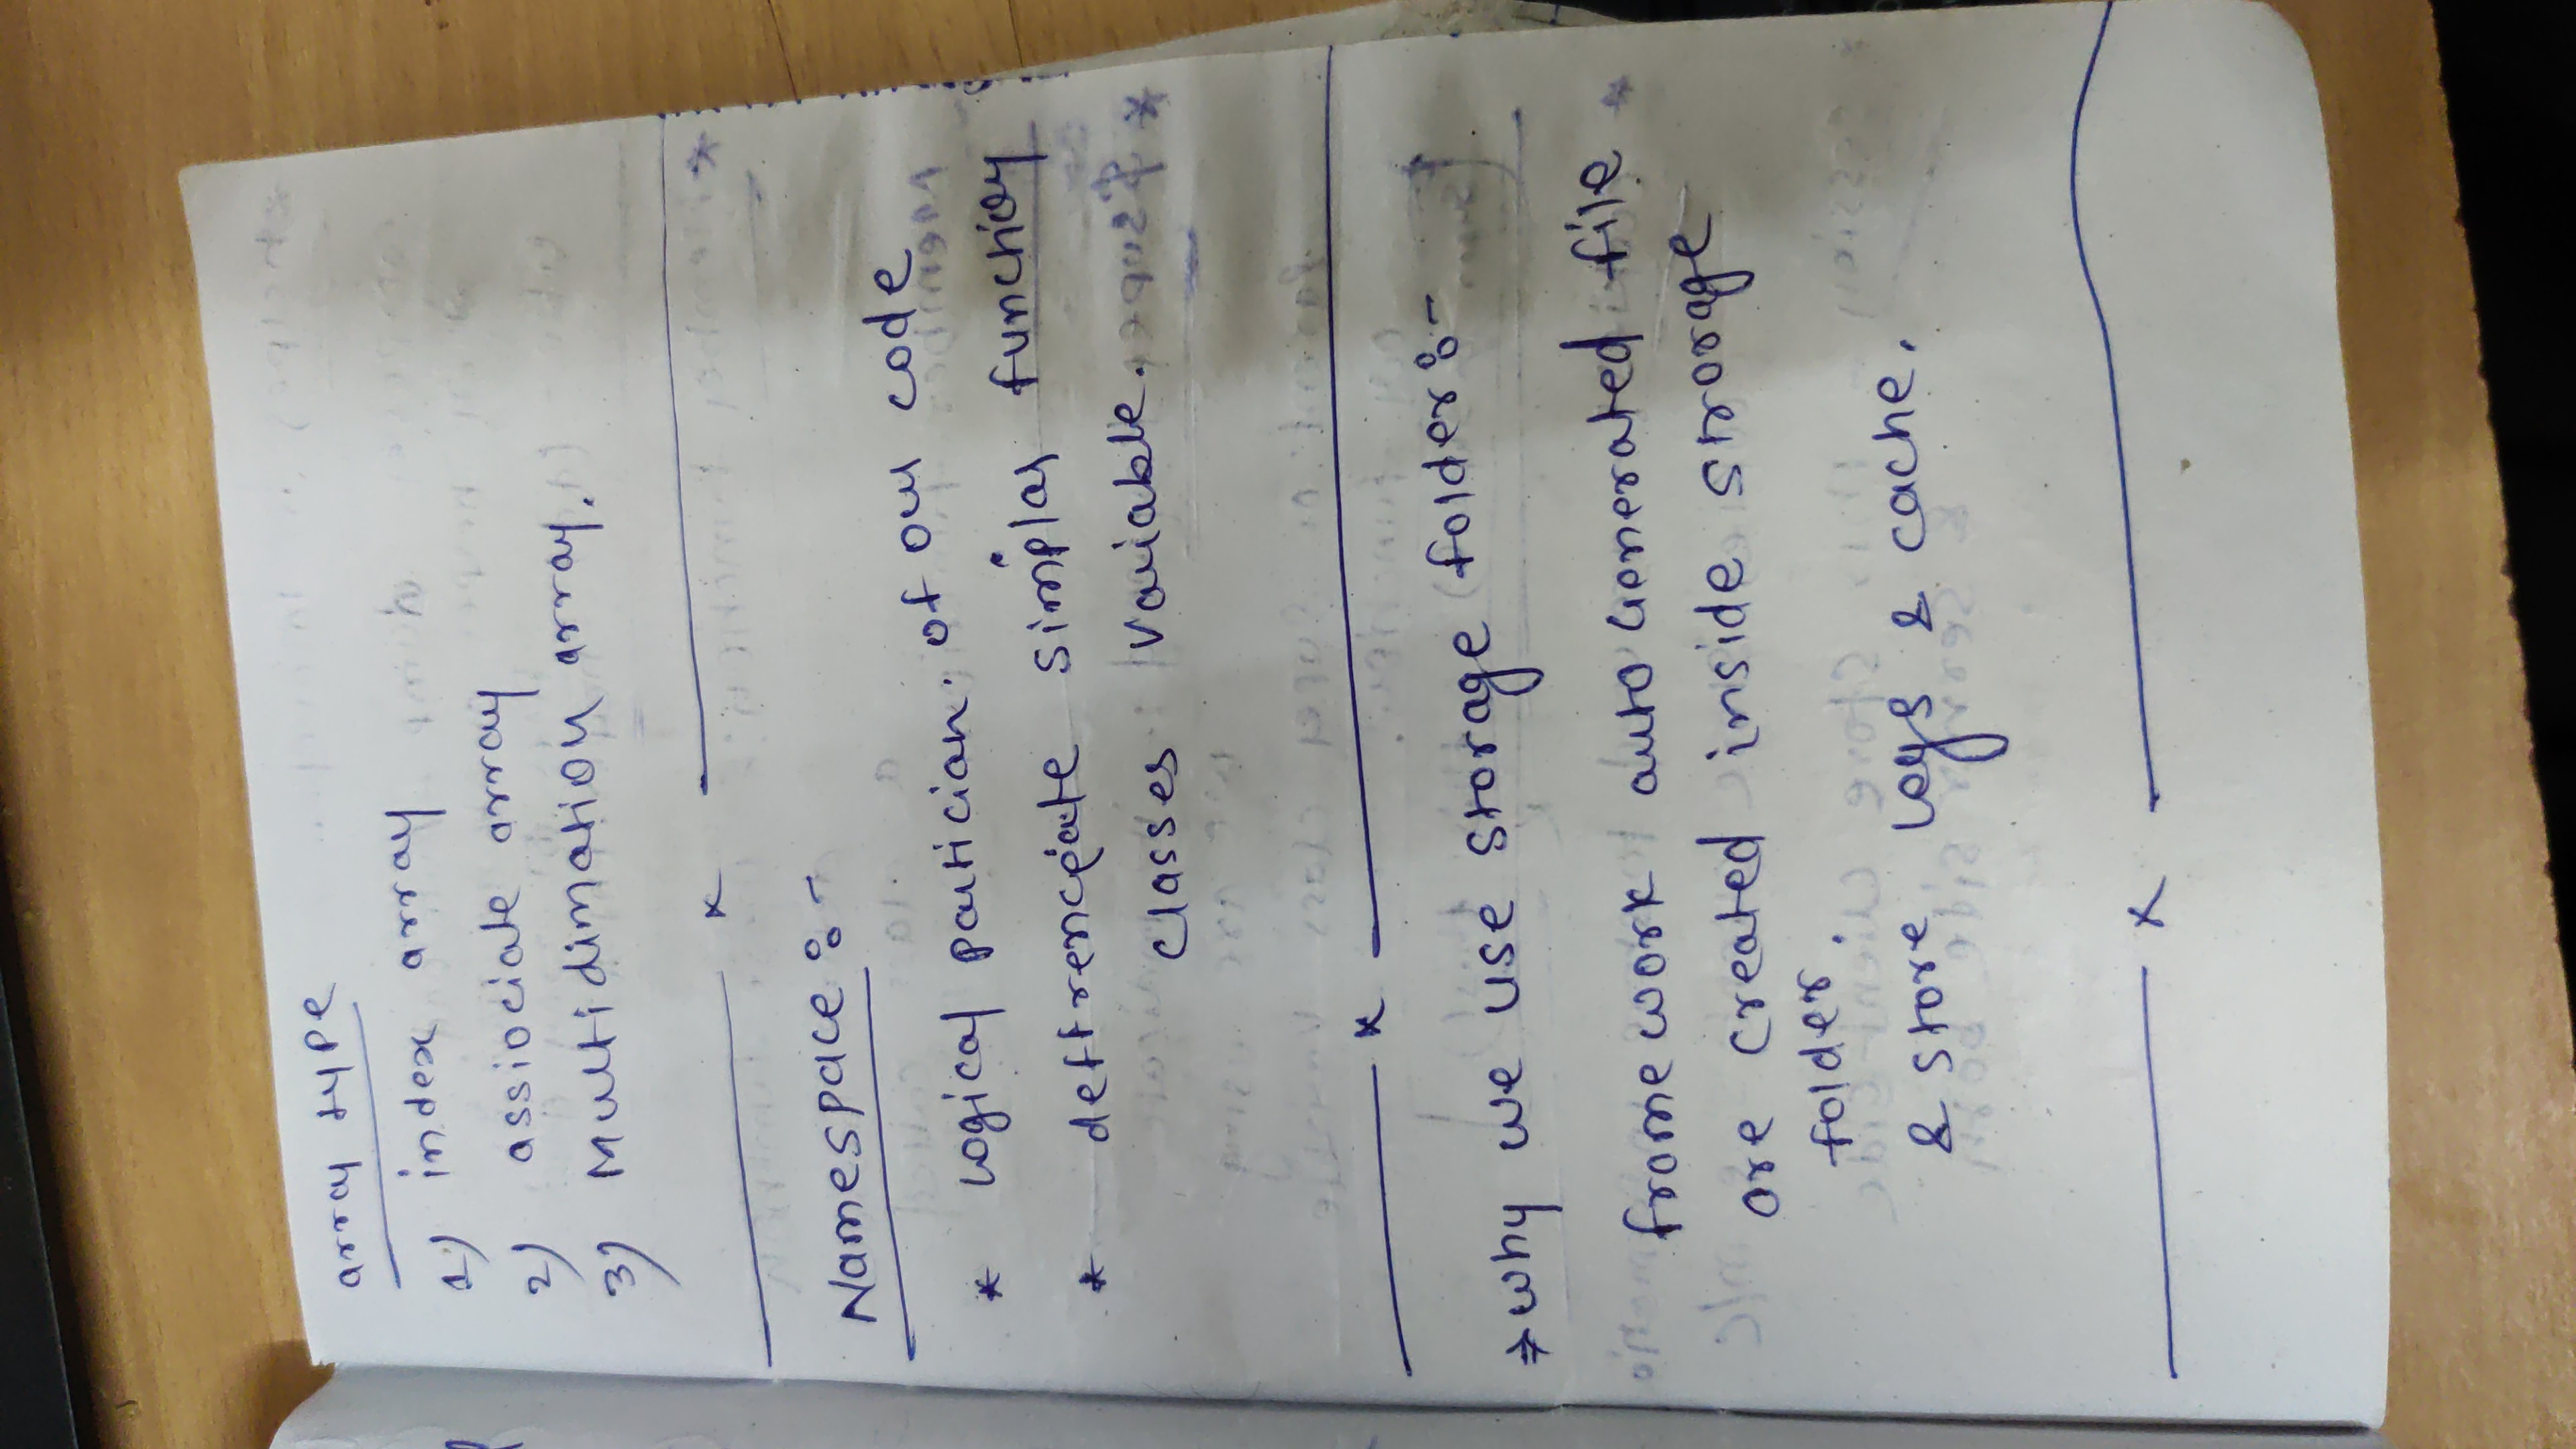 array type
1) index array
2) assiociate array
3) Multidimation array.
x
Namespace :-
* Logical partician. of our code
* deffrenceate simplar function
classes variable.
x
⇒ why we use storage folder :-
frame work auto Generated file
are created inside strorage
folder.
& store logs & cache.
x